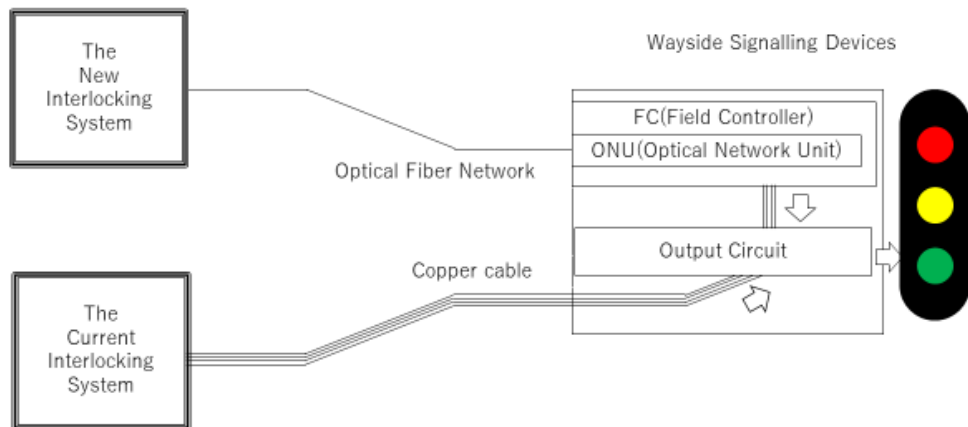 The
New
Interlocking
System
Wayside Signalling Devices
FC(Field Controller)
ONU(Optical Network Unit)
Optical Fiber Network
Output Circuit
Copper cable
The
Current
Interlocking
System